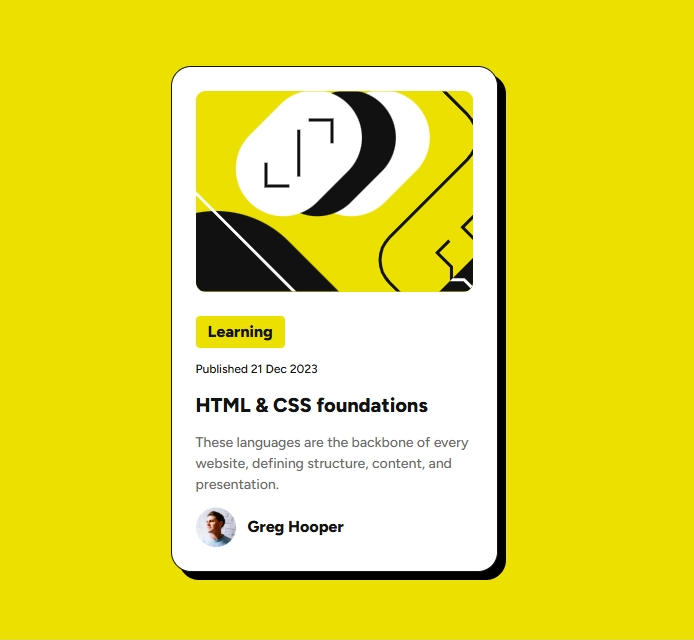 Learning
Published 21 Dec 2023
HTML & CSS foundations
These languages are the backbone of every
website, defining structure, content, and
presentation.
Greg Hooper